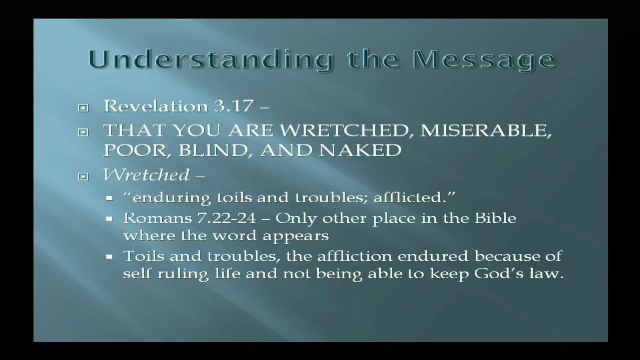 Understanding the Message
Revelation 3.17 –
THAT YOU ARE WRETCHED, MISERABLE,
POOR, BLIND, AND NAKED
Wretched –
“enduring toils and troubles; afflicted.”
Romans 7.22-24 – Only other place in the Bible
where the word appears
Toils and troubles, the affliction endured because of
self ruling life and not being able to keep God’s law.